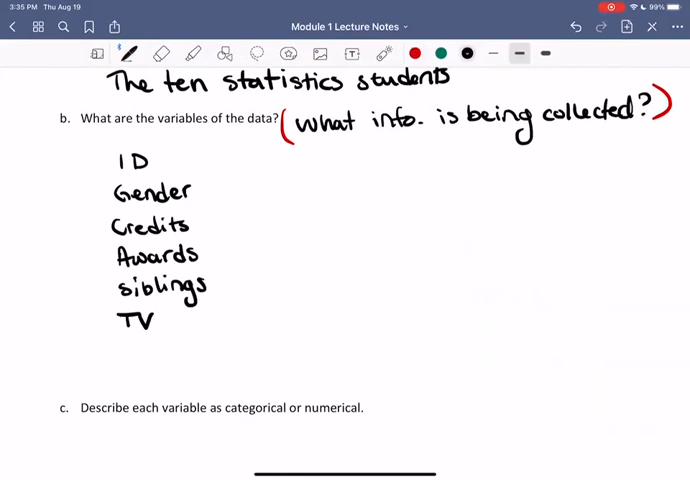 3:35 PM Thu Aug 19
99%
Module 1 Lecture Notes
The ten statistics students
b. What are the variables of the data? (What info. is being collected?)
ID
Gender
Credits
Awards
Siblings
TV
c. Describe each variable as categorical or numerical.